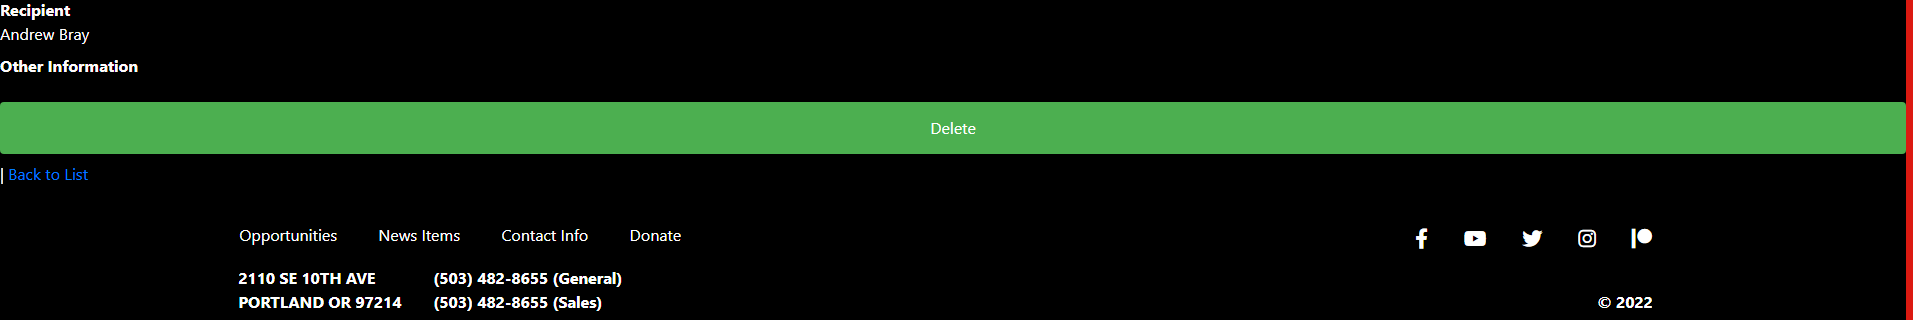 Recipient
Andrew Bray
Other Information
Delete
| Back to List
Opportunities News Items Contact Info Donate
2110 SE 10TH AVE (503) 482-8655 (General)
PORTLAND OR 97214 (503) 482-8655 (Sales) © 2022